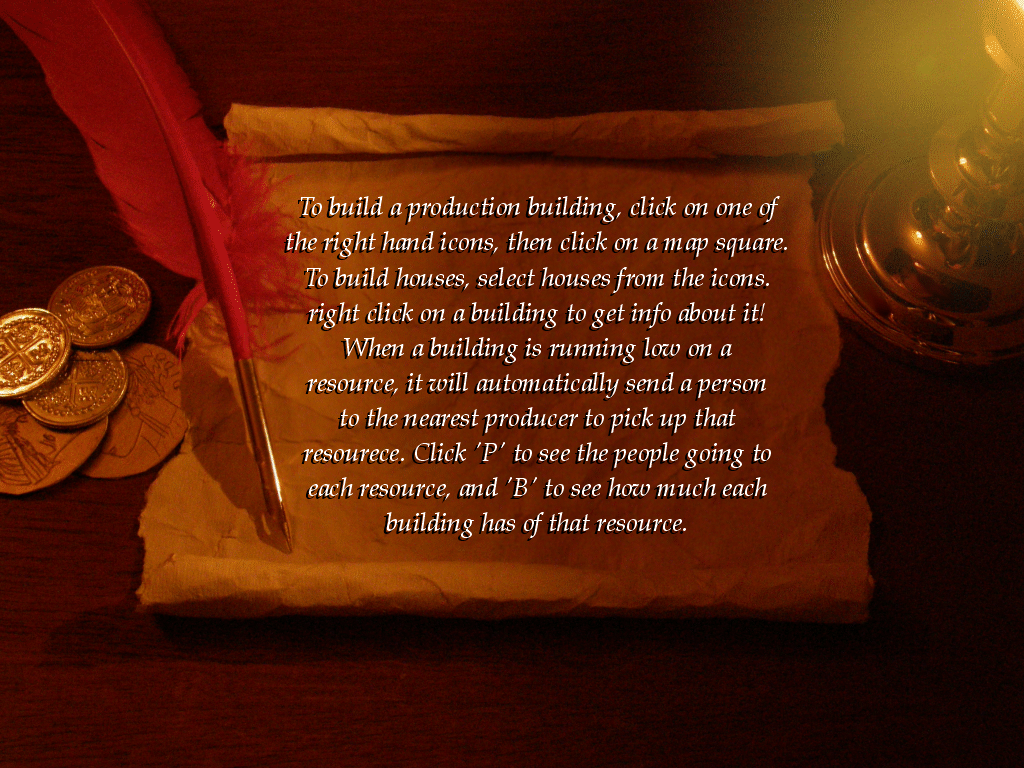 To build a production building, click on one of
the right hand icons, then click on a map square.
To build houses, select houses from the icons.
right click on a building to get info about it!
When a building is running low on a
resource, it will automatically send a person
to the nearest producer to pick up that
resourece. Click 'P' to see the people going to
each resource, and 'B' to see how much each
building has of that resource.